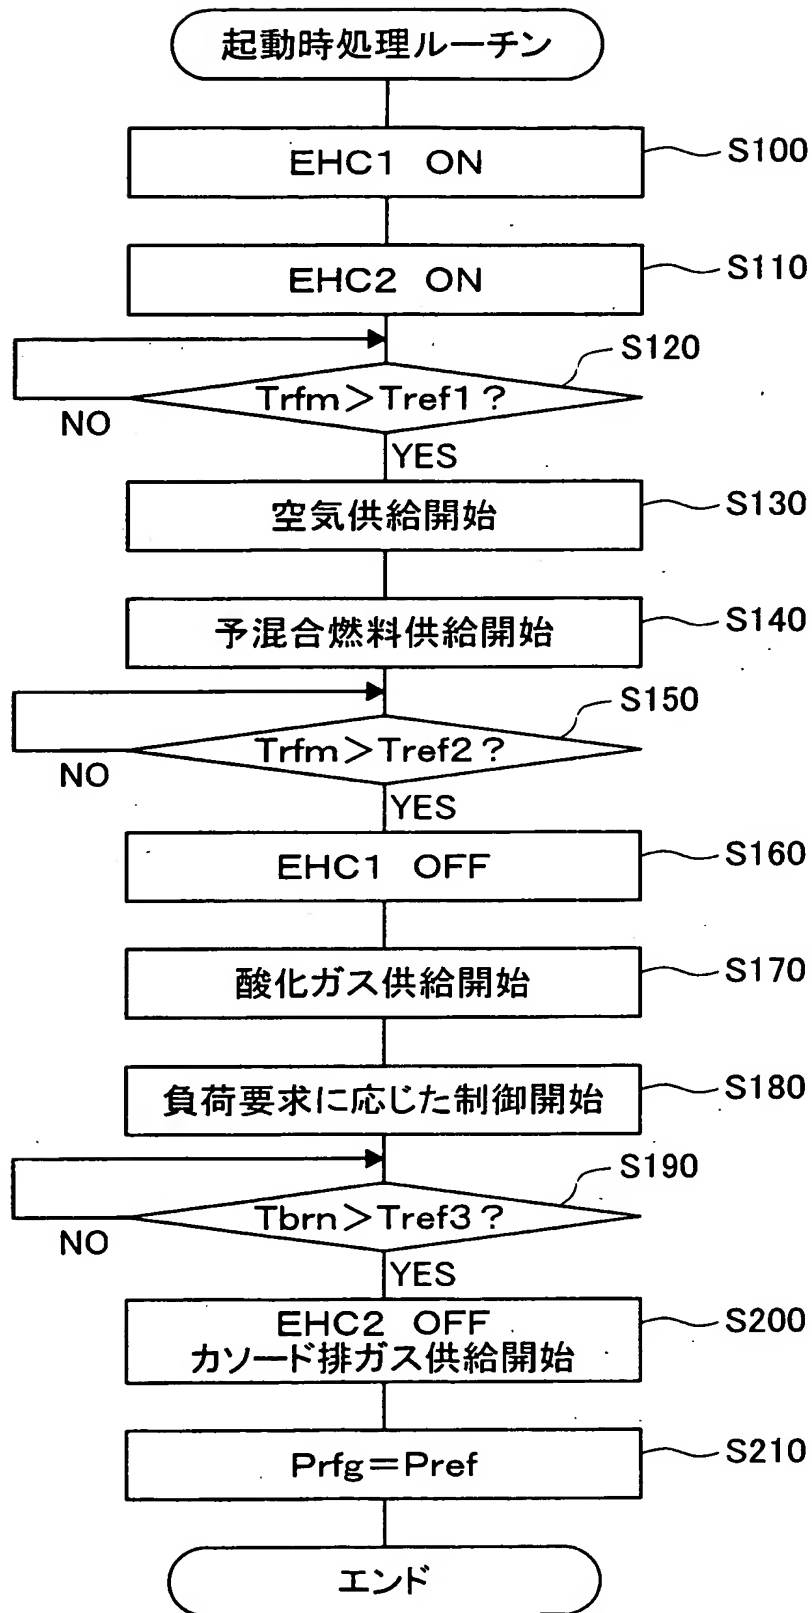 起動時処理ルーチン
EHC1 ON
S100
EHC2 ON
S110
S120
Trfm>Tref1?
NO
YES
空気供給開始
S130
予混合燃料供給開始
S140
S150
Trfm>Tref2?
NO
YES
EHC1 OFF
S160
酸化ガス供給開始
S170
負荷要求に応じた制御開始
S180
S190
Tbrn>Tref3?
NO
YES
EHC2 OFF
カソード排ガス供給開始
S200
Prfg=Pref
S210
エンド